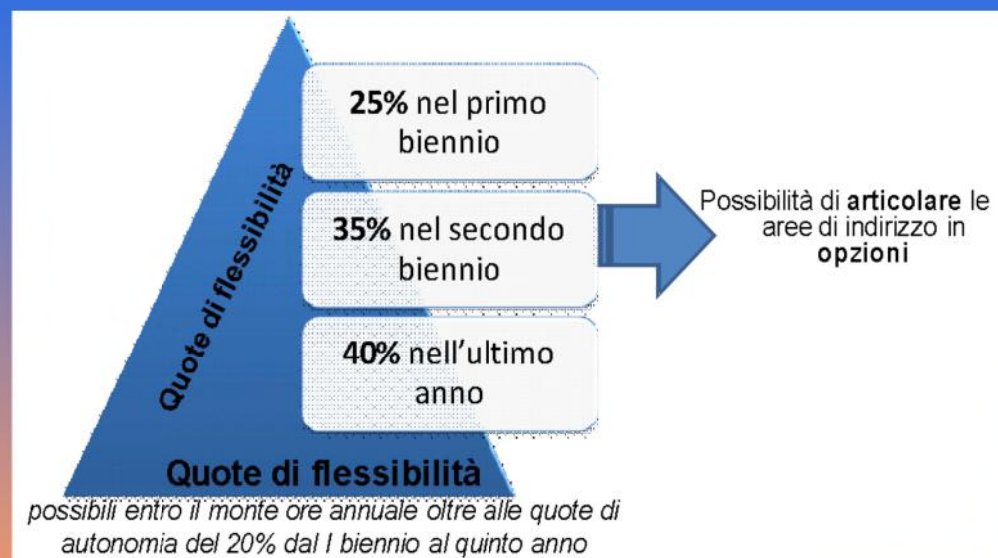 25% nel primo
biennio
Quote di flessibilità
35% nel secondo
biennio
Possibilità di articolare le
aree di indirizzo in
opzioni
40% nell'ultimo
anno
Quote di flessibilità
possibili entro il monte ore annuale oltre alle quote di
autonomia del 20% dal I biennio al quinto anno